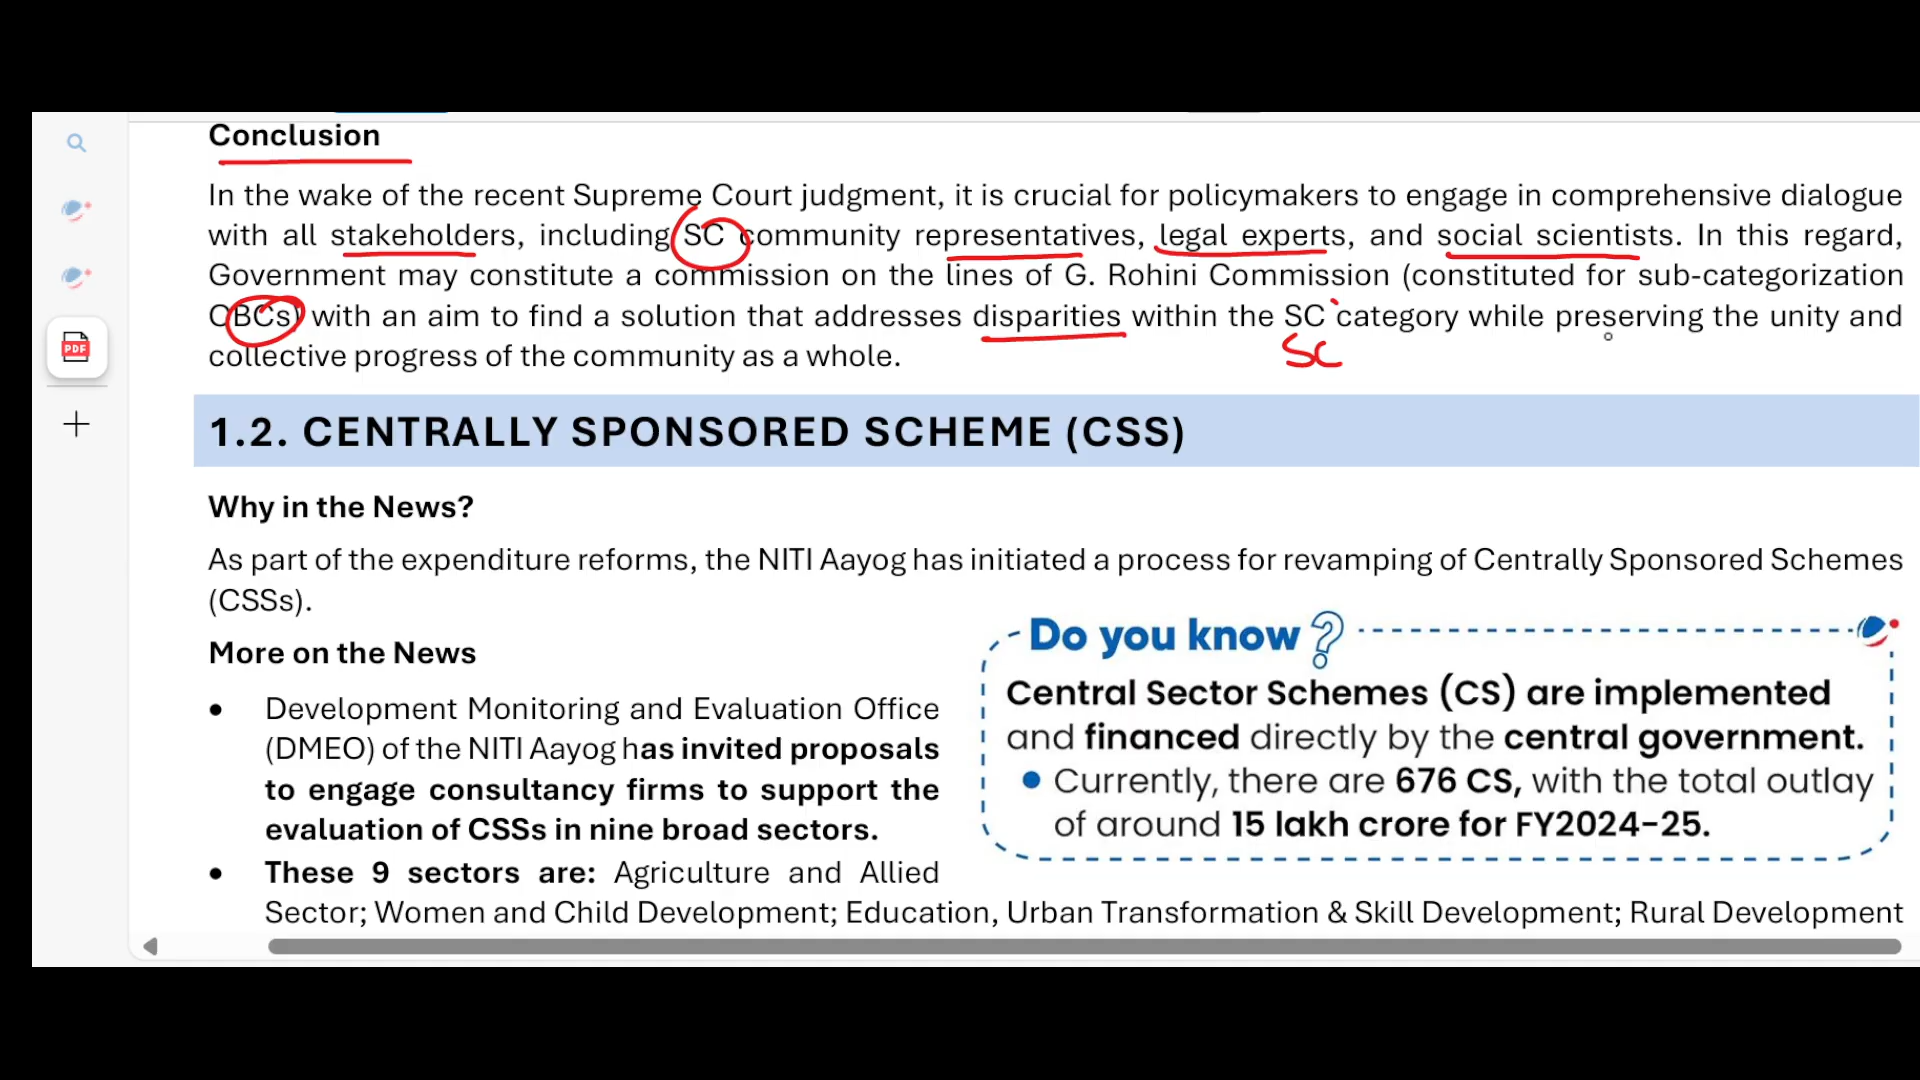 Conclusion
In the wake of the recent Supreme Court judgment, it is crucial for policymakers to engage in comprehensive dialogue
with all stakeholders, including SC community representatives, legal experts, and social scientists. In this regard,
Government may constitute a commission on the lines of G. Rohini Commission (constituted for sub-categorization
OBCs) with an aim to find a solution that addresses disparities within the SC category while preserving the unity and
SC
collective progress of the community as a whole.
PDF
1.2. CENTRALLY SPONSORED SCHEME (CSS)
Why in the News?
As part of the expenditure reforms, the NITI Aayog has initiated a process for revamping of Centrally Sponsored Schemes
(CSSs).
More on the News
• Development Monitoring and Evaluation Office
(DMEO) of the NITI Aayog has invited proposals
to engage consultancy firms to support the
evaluation of CSSs in nine broad sectors.
Do you know?
Central Sector Schemes (CS) are implemented
and financed directly by the central government.
• Currently, there are 676 CS, with the total outlay
of around 15 lakh crore for FY2024-25.
• These 9 sectors are: Agriculture and Allied
Sector; Women and Child Development; Education, Urban Transformation & Skill Development; Rural Development